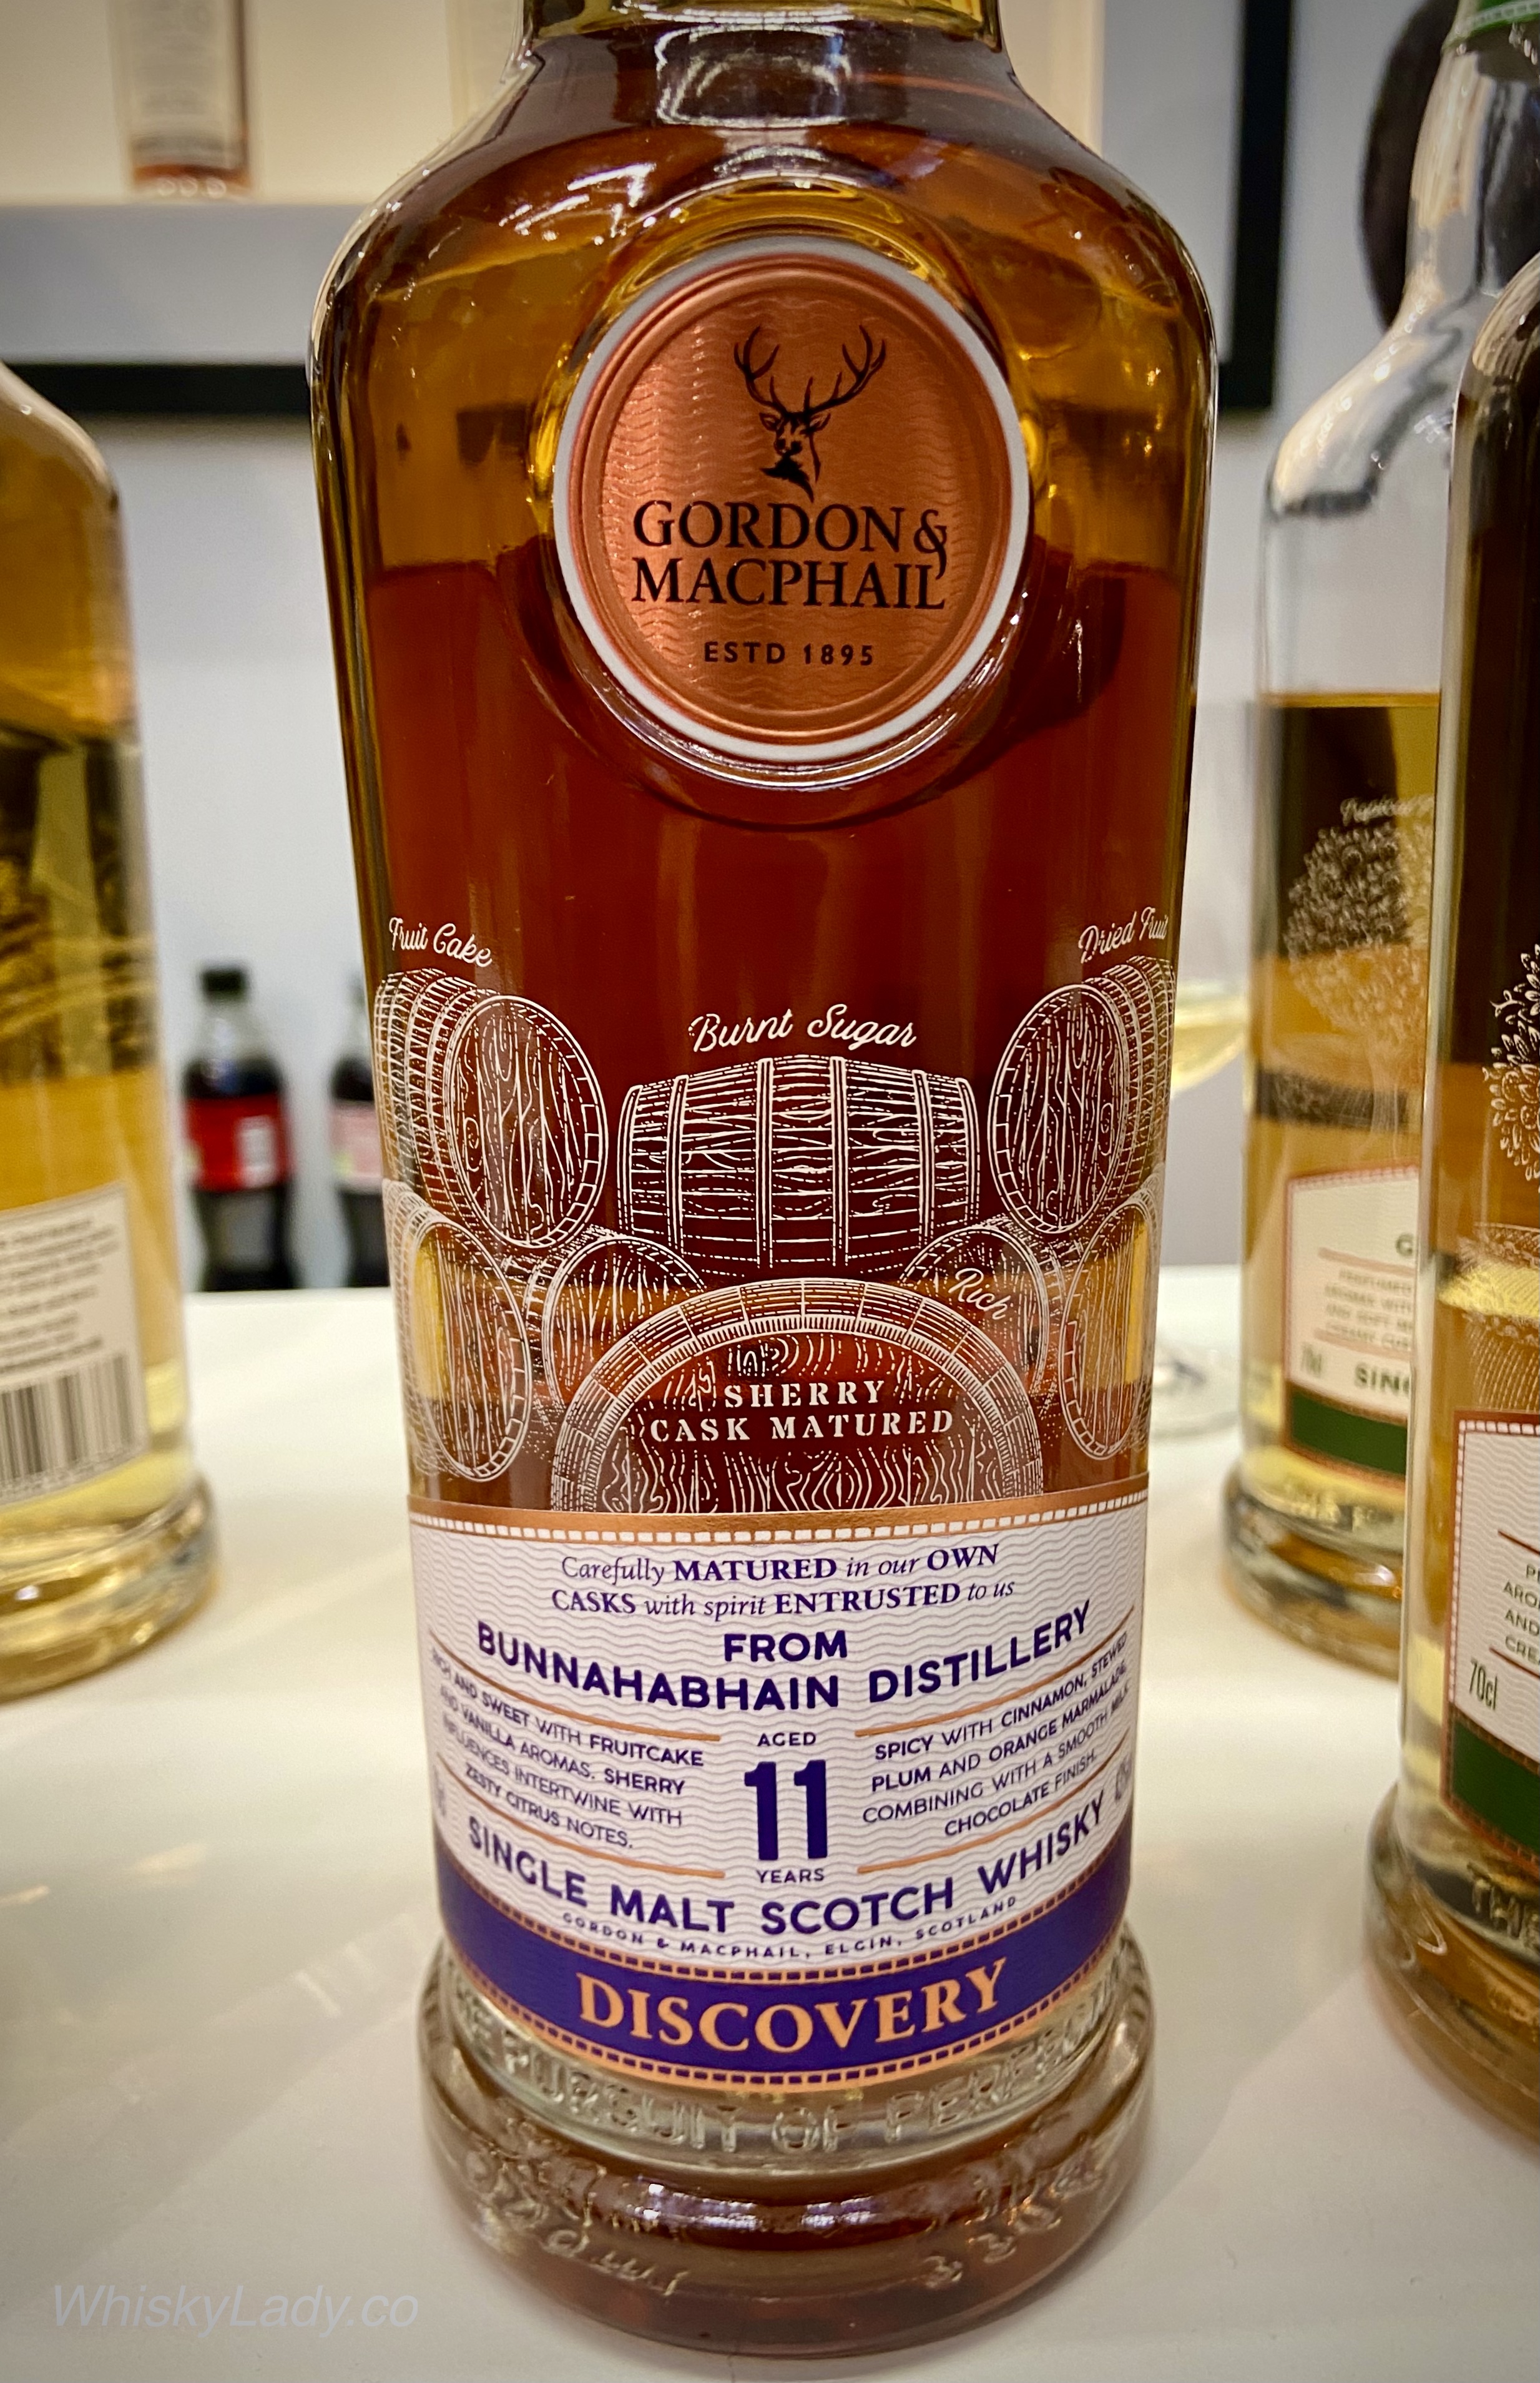 GORDON &
MACPHAIL
ESTD 1895
Fruit Cake
Dried Fruit
Burnt Sugar
Rich
SHERRY
CASK MATURED
Carefully MATURED in our OWN
CASKS with spirit ENTRUSTED to us
FROM
BUNNAHABHAIN DISTILLERY
RICH AND SWEET WITH FRUITCAKE
AND VANILLA AROMAS. SHERRY
INFLUENCES INTERTWINE WITH
ZESTY CITRUS NOTES.
AGED
11
YEARS
SPICY WITH CINNAMON, STEWED
PLUM AND ORANGE MARMALADE,
COMBINING WITH A SMOOTH MILK
CHOCOLATE FINISH.
SINGLE MALT SCOTCH WHISKY
GORDON & MACPHAIL, ELGIN, SCOTLAND
DISCOVERY
PURSUIT OF
Tropical
70cl
WhiskyLady.co